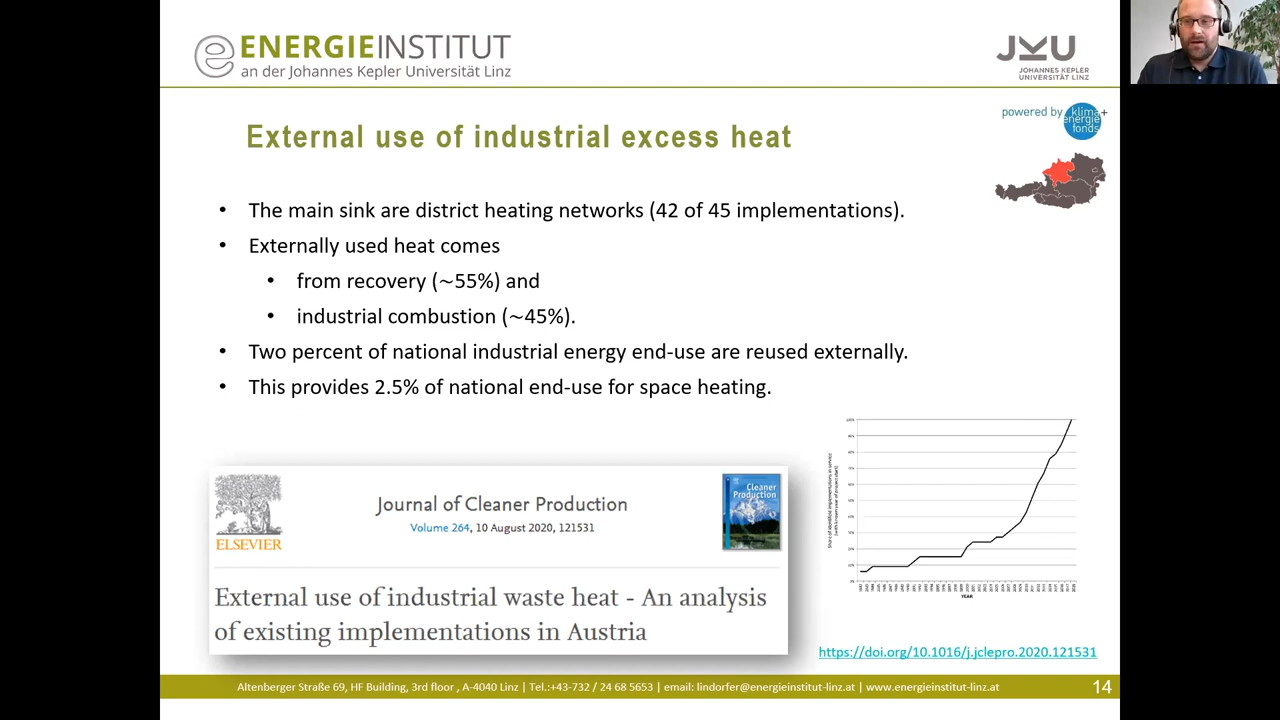 ENERGIEINSTITUT
an der Johannes Kepler Universität Linz
JKU
JOHANNES KEPLER
UNIVERSITÄT LINZ
powered by klima+
energie
fonds
External use of industrial excess heat
• The main sink are district heating networks (42 of 45 implementations).
• Externally used heat comes
• from recovery (~55%) and
• industrial combustion (~45%).
• Two percent of national industrial energy end-use are reused externally.
• This provides 2.5% of national end-use for space heating.
ELSEVIER
Journal of Cleaner Production
Volume 264, 10 August 2020, 121531
Cleaner
Production
External use of industrial waste heat - An analysis
of existing implementations in Austria
YEAR
https://doi.org/10.1016/j.jclepro.2020.121531
Altenberger Straße 69, HF Building, 3rd floor , A-4040 Linz | Tel.:+43-732 / 24 68 5653 | email: lindorfer@energieinstitut-linz.at | www.energieinstitut-linz.at
14